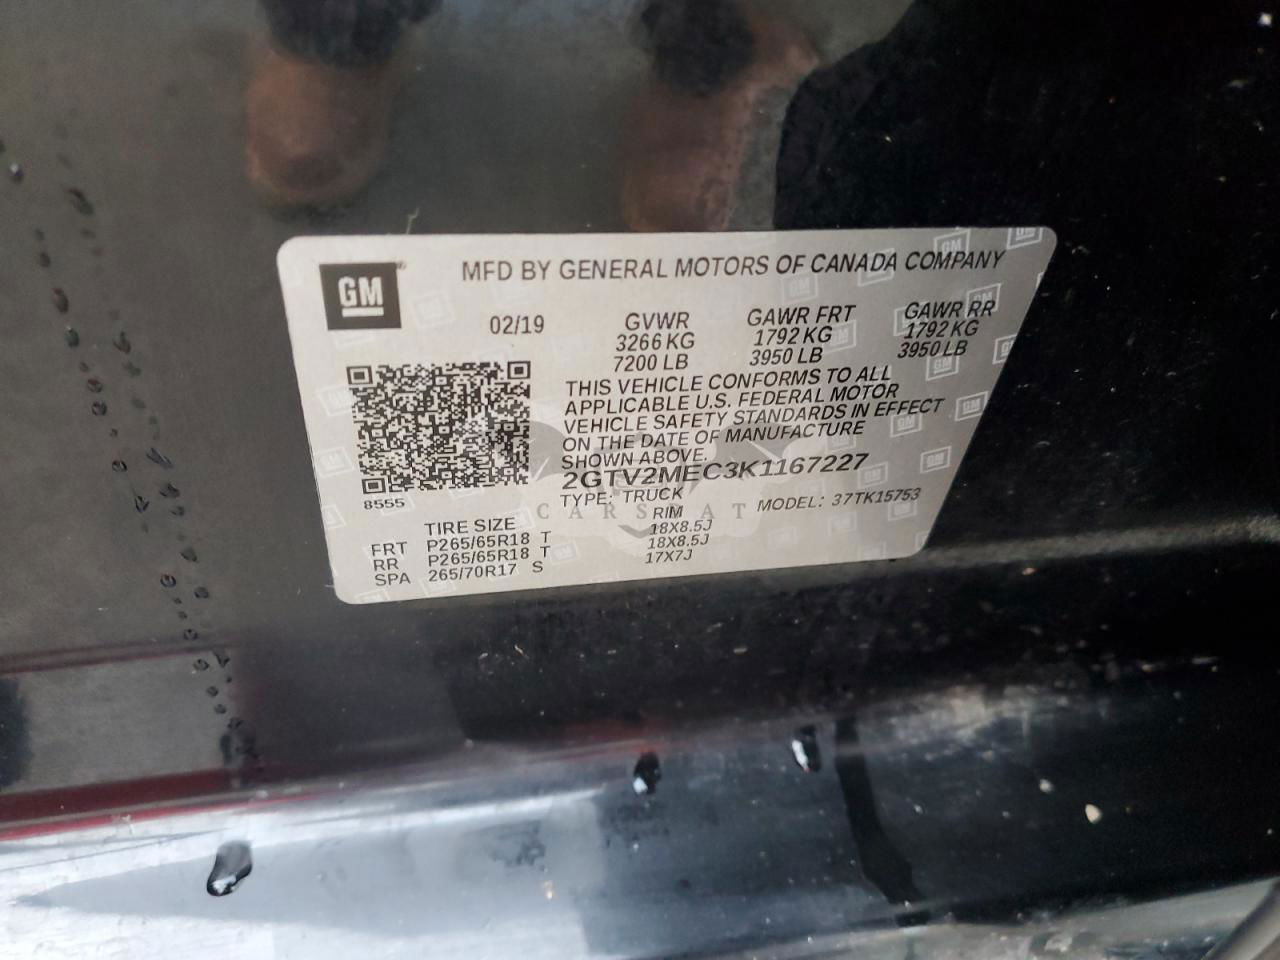 GM
MFD BY GENERAL MOTORS OF CANADA COMPANY
02/19
GVWR GAWR FRT GAWR RR
3266 KG 1792 KG 1792 KG
7200 LB 3950 LB 3950 LB
THIS VEHICLE CONFORMS TO ALL
APPLICABLE U.S. FEDERAL MOTOR
VEHICLE SAFETY STANDARDS IN EFFECT
ON THE DATE OF MANUFACTURE
SHOWN ABOVE.
2GTV2MEC3K1167227
8555
TYPE: TRUCK MODEL: 37TK15753
TIRE SIZE RIM
FRT P265/65R18 T 18X8.5J
RR P265/65R18 T 18X8.5J
SPA 265/70R17 S 17X7J